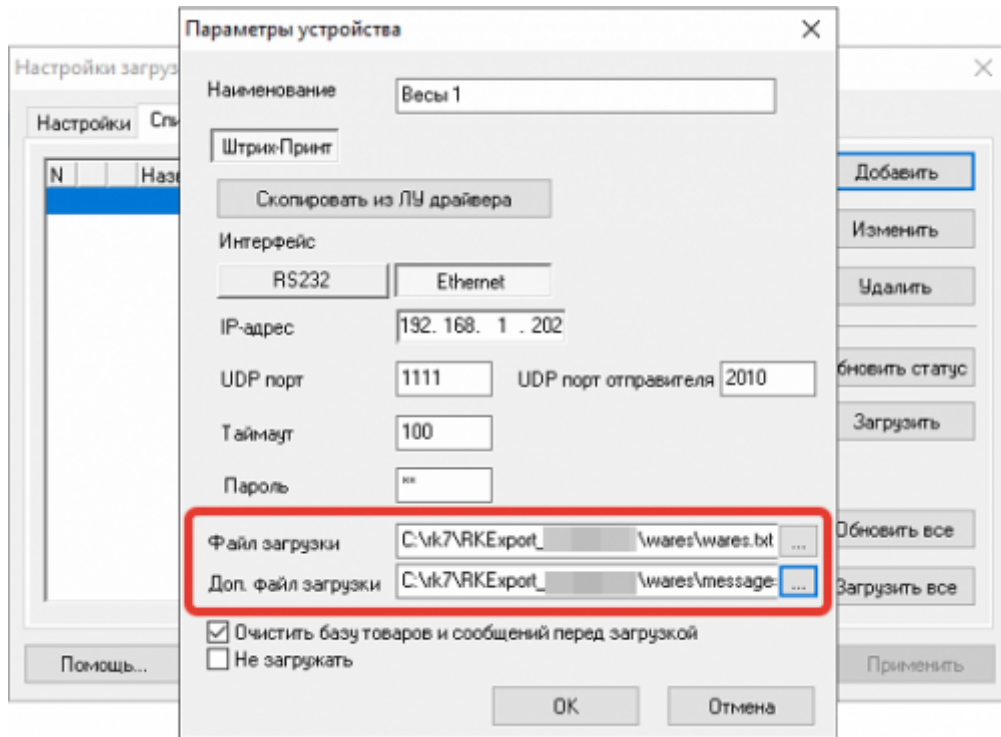 Параметры устройства
Настройки загруз
Наименование Весы 1
Настройки Спи
Штрих-Принт
N Назв
Добавить
Скопировать из ЛУ драйвера
Изменить
Интерфейс
RS232 Ethernet
Удалить
IP-адрес 192. 168. 1 . 202
UDP порт 1111 UDP порт отправителя 2010
бновить статус
Таймаут 100
Загрузить
Пароль **
Файл загрузки C:\rk7\RKExport_ \wares\wares.txt ...
Обновить все
Доп. файл загрузки C:\rk7\RKExport_ \wares\message ...
Загрузить все
Очистить базу товаров и сообщений перед загрузкой
Не загружать
Помощь... Применить
OK Отмена